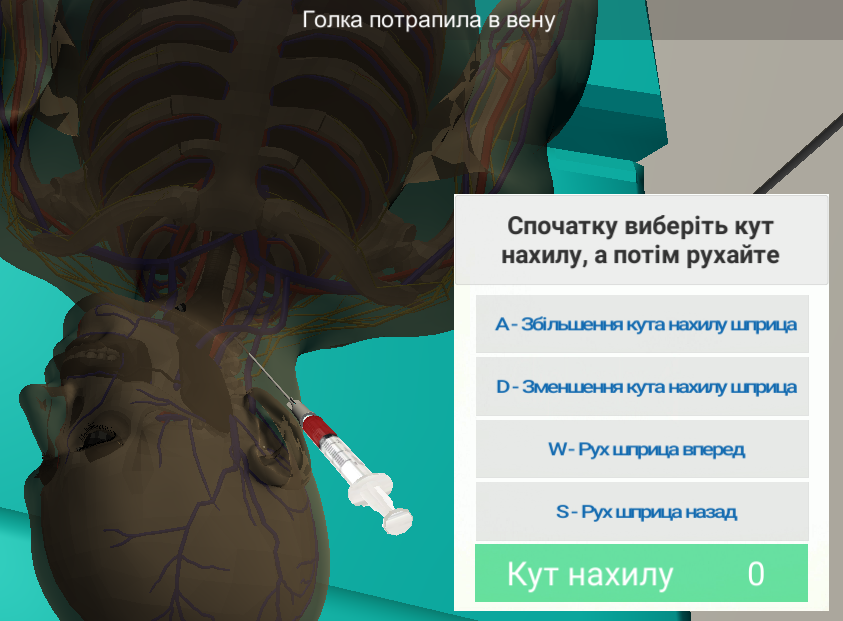 Голка потрапила в вену
Спочатку виберіть кут
нахилу, а потім рухайте
A - Збільшення кута нахилу шприца
D - Зменшення кута нахилу шприца
W - Рух шприца вперед
S - Рух шприца назад
Кут нахилу 0